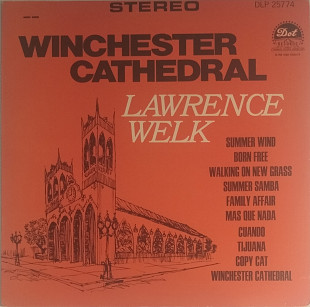 STEREO
DLP 25774
WINCHESTER
CATHEDRAL
Dot
LAWRENCE
WELK
SUMMER WIND
BORN FREE
WALKING ON NEW GRASS
SUMMER SAMBA
FAMILY AFFAIR
MAS QUE NADA
CUANDO
TIJUANA
COPY CAT
WINCHESTER CATHEDRAL